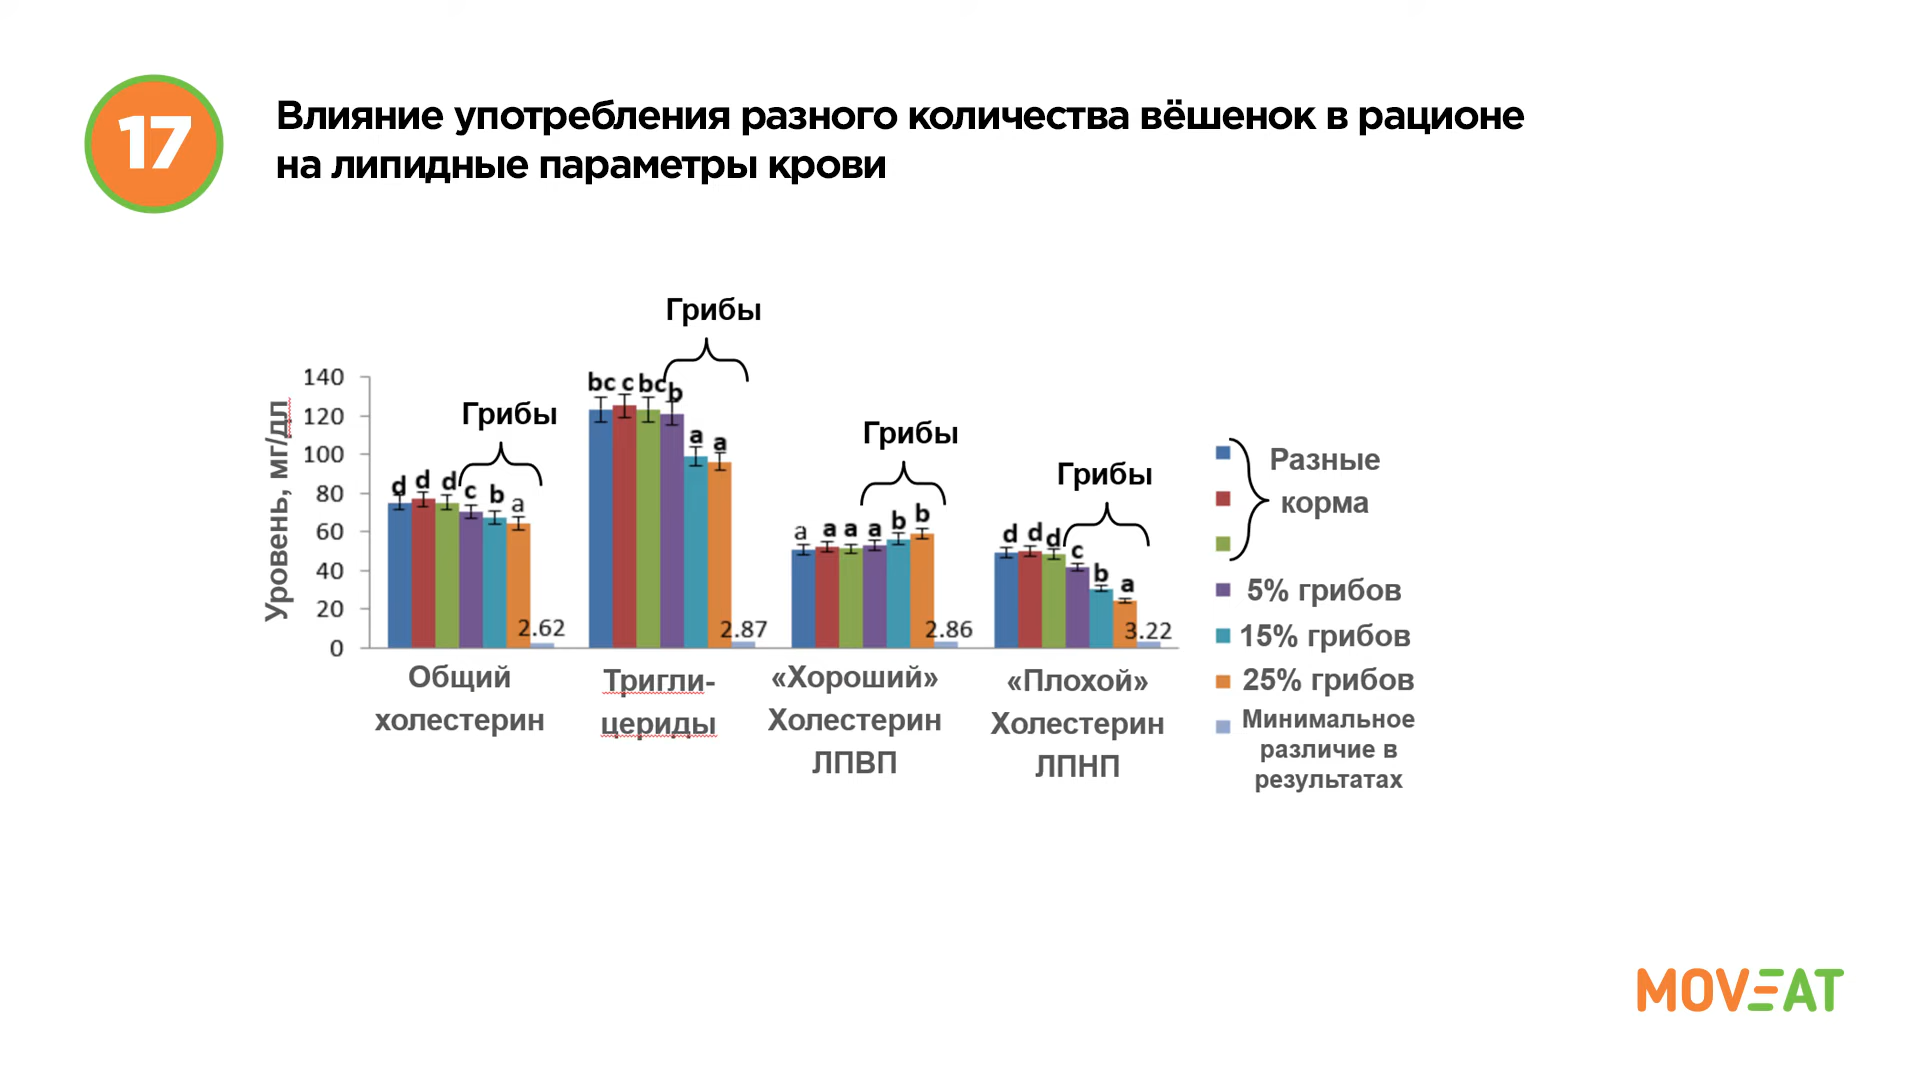 17
Влияние употребления разного количества вёшенок в рационе
на липидные параметры крови
Уровень, мг/дл
140
120
100
80
60
40
20
0
Грибы
d d d c b a
2.62
Общий
холестерин
Грибы
bc c bc b a a
2.87
Тригли-
цериды
Грибы
a a a a b b
2.86
«Хороший»
Холестерин
ЛПВП
Грибы
d d d c b a
3.22
«Плохой»
Холестерин
ЛПНП
Разные
корма
5% грибов
15% грибов
25% грибов
Минимальное
различие в
результатах
MOVEAT